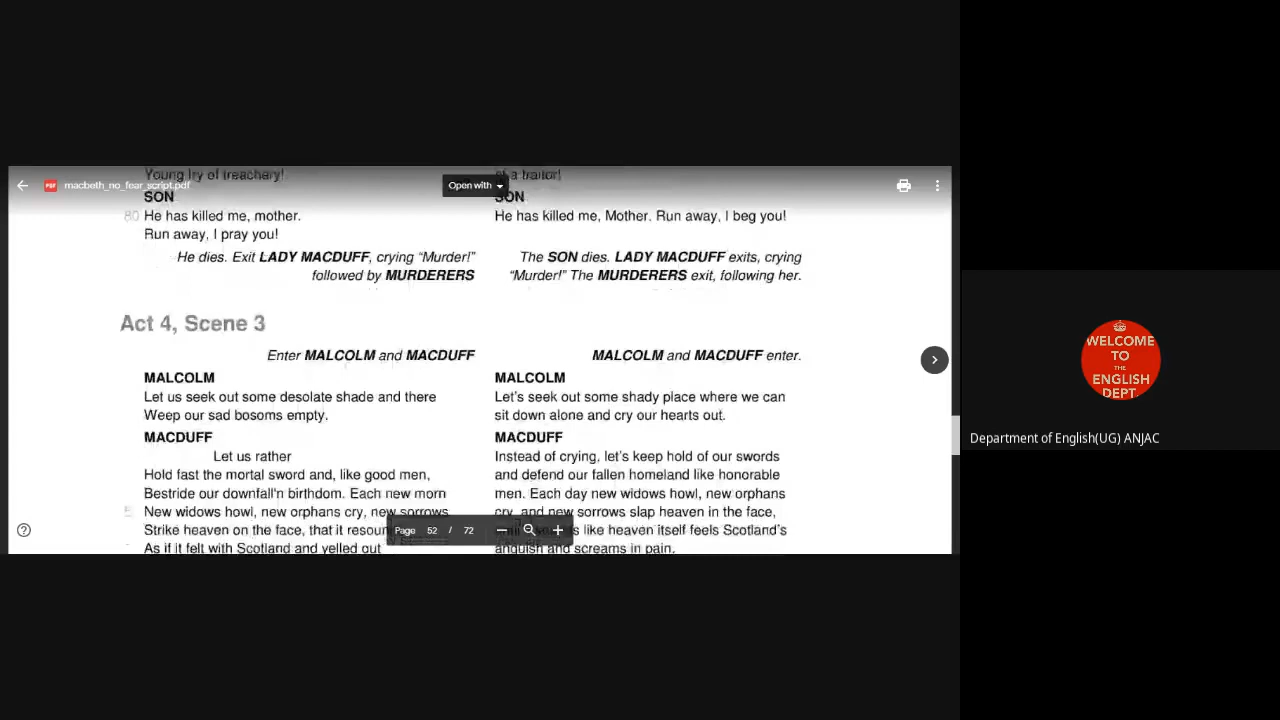 Young fry of treachery!
of a traitor!
macbeth_no_fear_script.pdf
Open with
SON
80 He has killed me, mother.
Run away, I pray you!
He dies. Exit LADY MACDUFF, crying “Murder!”
followed by MURDERERS
SON
He has killed me, Mother. Run away, I beg you!
The SON dies. LADY MACDUFF exits, crying
“Murder!” The MURDERERS exit, following her.
Act 4, Scene 3
Enter MALCOLM and MACDUFF
MALCOLM
Let us seek out some desolate shade and there
Weep our sad bosoms empty.
MACDUFF
Let us rather
Hold fast the mortal sword and, like good men,
Bestride our downfall'n birthdom. Each new morn
5 New widows howl, new orphans cry, new sorrows
Strike heaven on the face, that it resoun
As if it felt with Scotland and yelled out
MALCOLM and MACDUFF enter.
MALCOLM
Let’s seek out some shady place where we can
sit down alone and cry our hearts out.
MACDUFF
Instead of crying, let’s keep hold of our swords
and defend our fallen homeland like honorable
men. Each day new widows howl, new orphans
cry, and new sorrows slap heaven in the face,
like heaven itself feels Scotland’s
anguish and screams in pain.
Page 52 / 72
WELCOME
TO
THE
ENGLISH
DEPT.
Department of English(UG) ANJAC